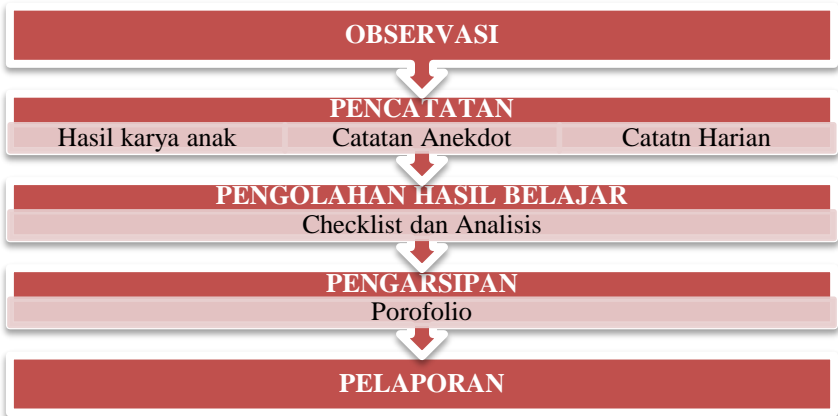 OBSERVASI
PENCATATAN
Hasil karya anak Catatan Anekdot Catatn Harian
PENGOLAHAN HASIL BELAJAR
Checklist dan Analisis
PENGARSIPAN
Porofolio
PELAPORAN